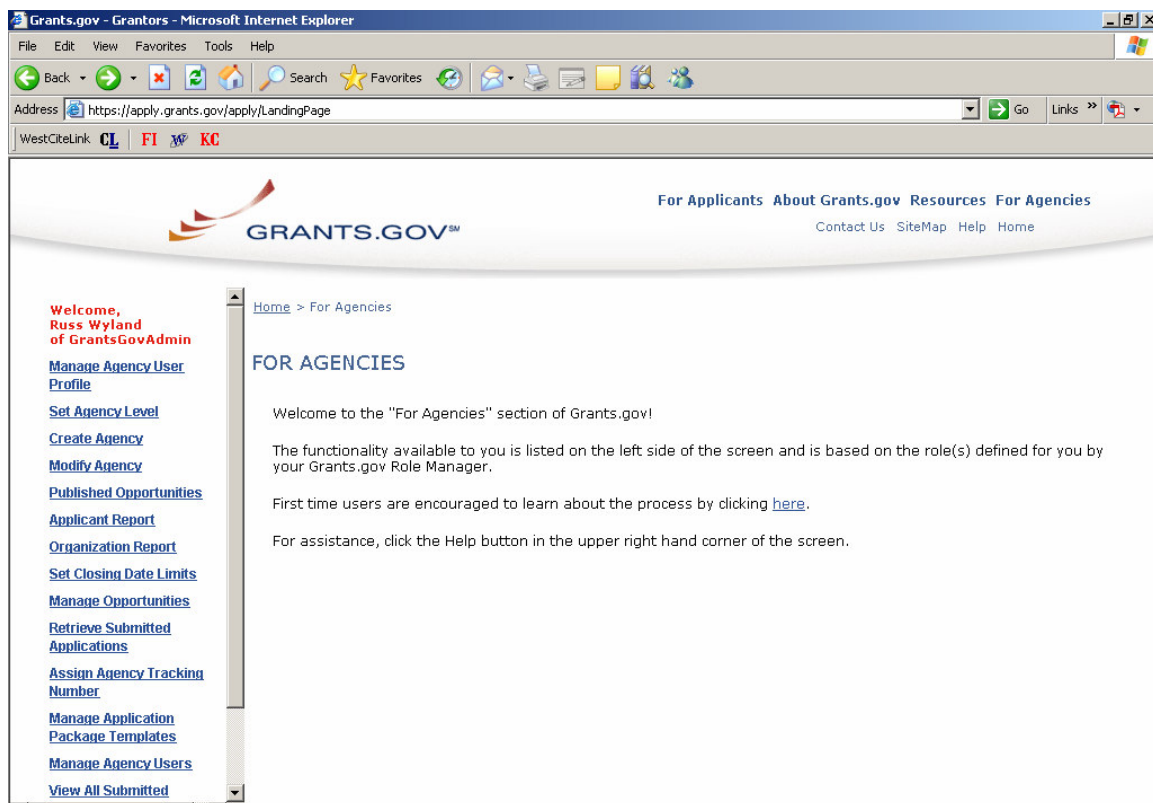 Grants.gov - Grantors - Microsoft Internet Explorer
File Edit View Favorites Tools Help
Back Search Favorites
Address https://apply.grants.gov/apply/LandingPage Go Links »
WestCiteLink CL FI KC
GRANTS.GOV℠
For Applicants About Grants.gov Resources For Agencies
Contact Us SiteMap Help Home
Welcome,
Russ Wyland
of GrantsGovAdmin
Manage Agency User
Profile
Set Agency Level
Create Agency
Modify Agency
Published Opportunities
Applicant Report
Organization Report
Set Closing Date Limits
Manage Opportunities
Retrieve Submitted
Applications
Assign Agency Tracking
Number
Manage Application
Package Templates
Manage Agency Users
View All Submitted
Home > For Agencies
FOR AGENCIES
Welcome to the "For Agencies" section of Grants.gov!
The functionality available to you is listed on the left side of the screen and is based on the role(s) defined for you by
your Grants.gov Role Manager.
First time users are encouraged to learn about the process by clicking here.
For assistance, click the Help button in the upper right hand corner of the screen.